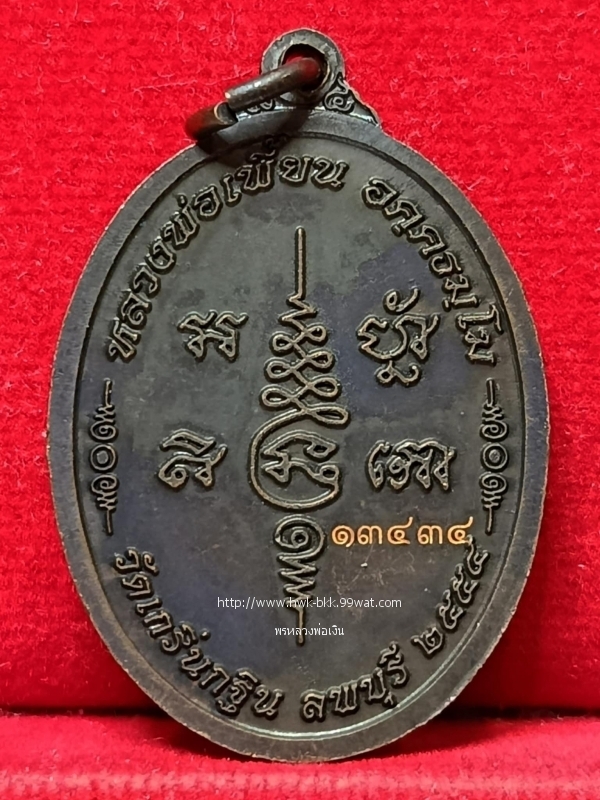 หลวงพ่อเพี้ยน อคฺคธมฺโม
๑๓๔๓๔
http://www.hwk-bkk.99wat.com
พรหลวงพ่อเงิน
วัดเกริ่นกฐิน ลพบุรี ๒๕๕๔